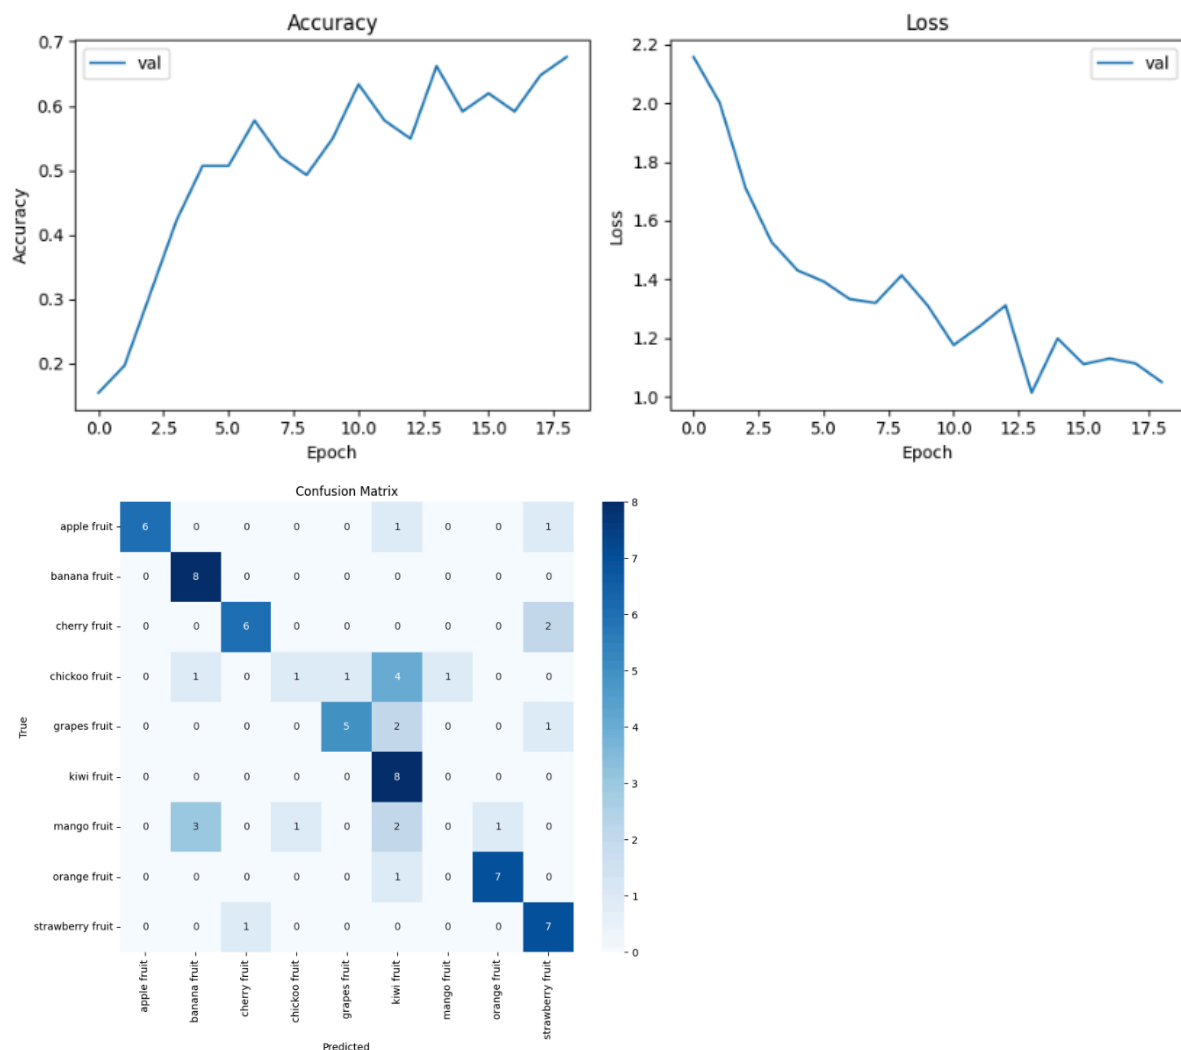 Accuracy
val
0.7
0.6
0.5
0.4
0.3
0.2
Accuracy
0.0 2.5 5.0 7.5 10.0 12.5 15.0 17.5
Epoch
Loss
val
2.2
2.0
1.8
1.6
1.4
1.2
1.0
Loss
0.0 2.5 5.0 7.5 10.0 12.5 15.0 17.5
Epoch
Confusion Matrix
True
apple fruit 6 0 0 0 0 1 0 0 1
banana fruit 0 8 0 0 0 0 0 0 0
cherry fruit 0 0 6 0 0 0 0 0 2
chickoo fruit 0 1 0 1 1 4 1 0 0
grapes fruit 0 0 0 0 5 2 0 0 1
kiwi fruit 0 0 0 0 0 8 0 0 0
mango fruit 0 3 0 1 0 2 0 1 0
orange fruit 0 0 0 0 0 1 0 7 0
strawberry fruit 0 0 1 0 0 0 0 0 7
apple fruit
banana fruit
cherry fruit
chickoo fruit
grapes fruit
kiwi fruit
mango fruit
orange fruit
strawberry fruit
Predicted
8
7
6
5
4
3
2
1
0